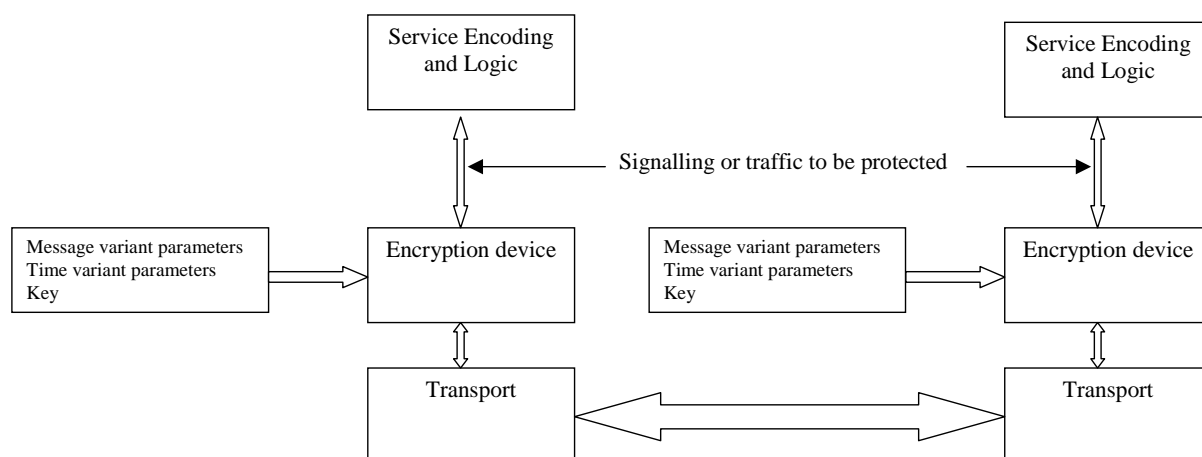 Service Encoding
and Logic
Service Encoding
and Logic
Signalling or traffic to be protected
Message variant parameters
Time variant parameters
Key
Encryption device
Message variant parameters
Time variant parameters
Key
Encryption device
Transport
Transport